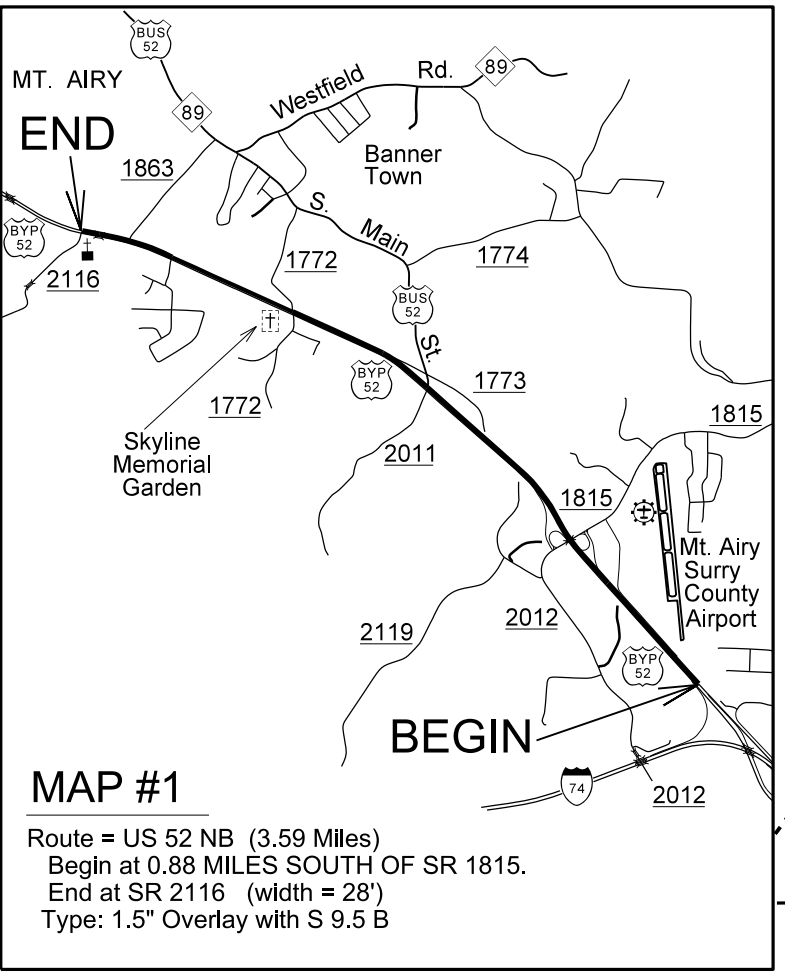 BUS
52
MT. AIRY
89
Westfield
Rd.
89
END
1863
Banner
Town
S.
Main
St.
BYP
52
2116
1772
1774
BUS
52
BYP
52
1773
1772
1815
Skyline
Memorial
Garden
2011
1815
Mt. Airy
Surry
County
Airport
2119
2012
BYP
52
BEGIN
74
2012
MAP #1
Route = US 52 NB (3.59 Miles)
Begin at 0.88 MILES SOUTH OF SR 1815.
End at SR 2116 (width = 28')
Type: 1.5" Overlay with S 9.5 B